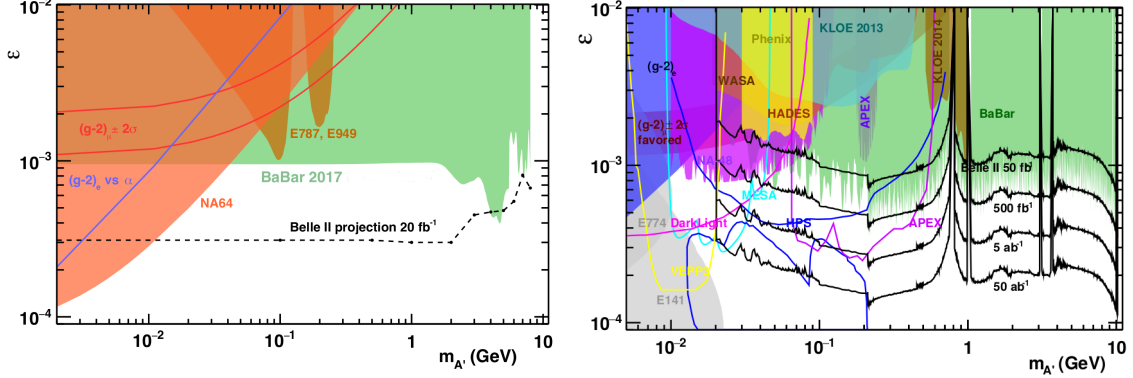 10⁻²
ε
(g-2)μ ± 2σ
E787, E949
10⁻³
BaBar 2017
(g-2)e vs α
NA64
Belle II projection 20 fb⁻¹
10⁻⁴
10⁻² 10⁻¹ 1 10
mA' (GeV)
10⁻²
ε
KLOE 2013
KLOE 2014
Phenix
(g-2)e
WASA
HADES
APEX
BaBar
(g-2)μ± 2σ
favored
10⁻³
NA48
Belle II 50 fb⁻¹
MESA
500 fb⁻¹
E774
DarkLight
HPS
APEX
5 ab⁻¹
VEPP3
50 ab⁻¹
E141
10⁻⁴
10⁻² 10⁻¹ 1 10
mA' (GeV)